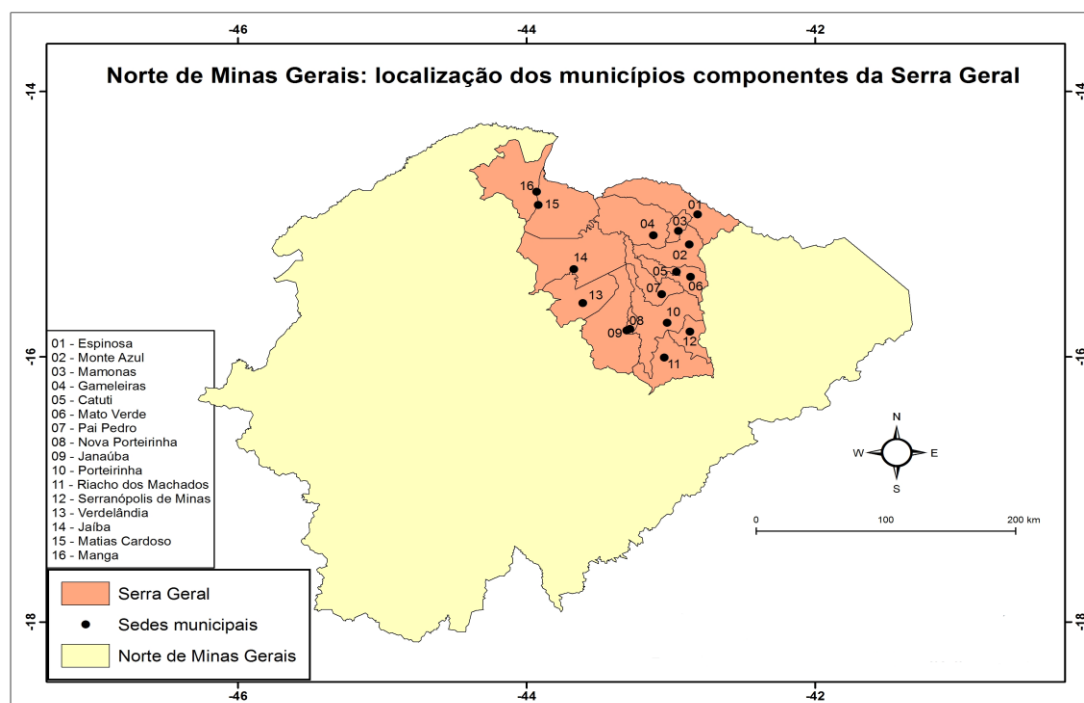 -46
-44
-42
Norte de Minas Gerais: localização dos municípios componentes da Serra Geral
-14
-14
16
15
01
03
04
02
14
05
06
07
13
10
08
09
12
11
-16
-16
01 - Espinosa
02 - Monte Azul
03 - Mamonas
04 - Gameleiras
05 - Catuti
06 - Mato Verde
07 - Pai Pedro
08 - Nova Porteirinha
09 - Janaúba
10 - Porteirinha
11 - Riacho dos Machados
12 - Serranópolis de Minas
13 - Verdelândia
14 - Jaíba
15 - Matias Cardoso
16 - Manga
N
W E
S
0 100 200 km
Serra Geral
Sedes municipais
Norte de Minas Gerais
-18
-18
-46
-44
-42